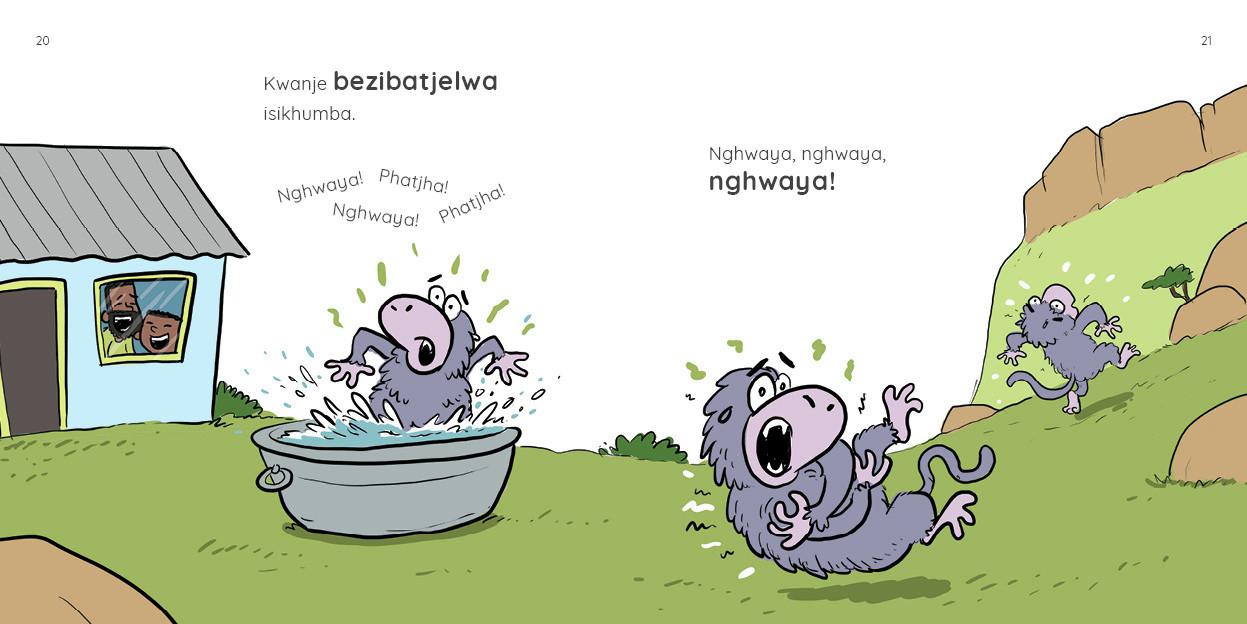 20
Kwanje bezibatjelwa
isikhumba.
Nghwaya! Phatjha!
Nghwaya! Phatjha!
21
Nghwaya, nghwaya,
nghwaya!